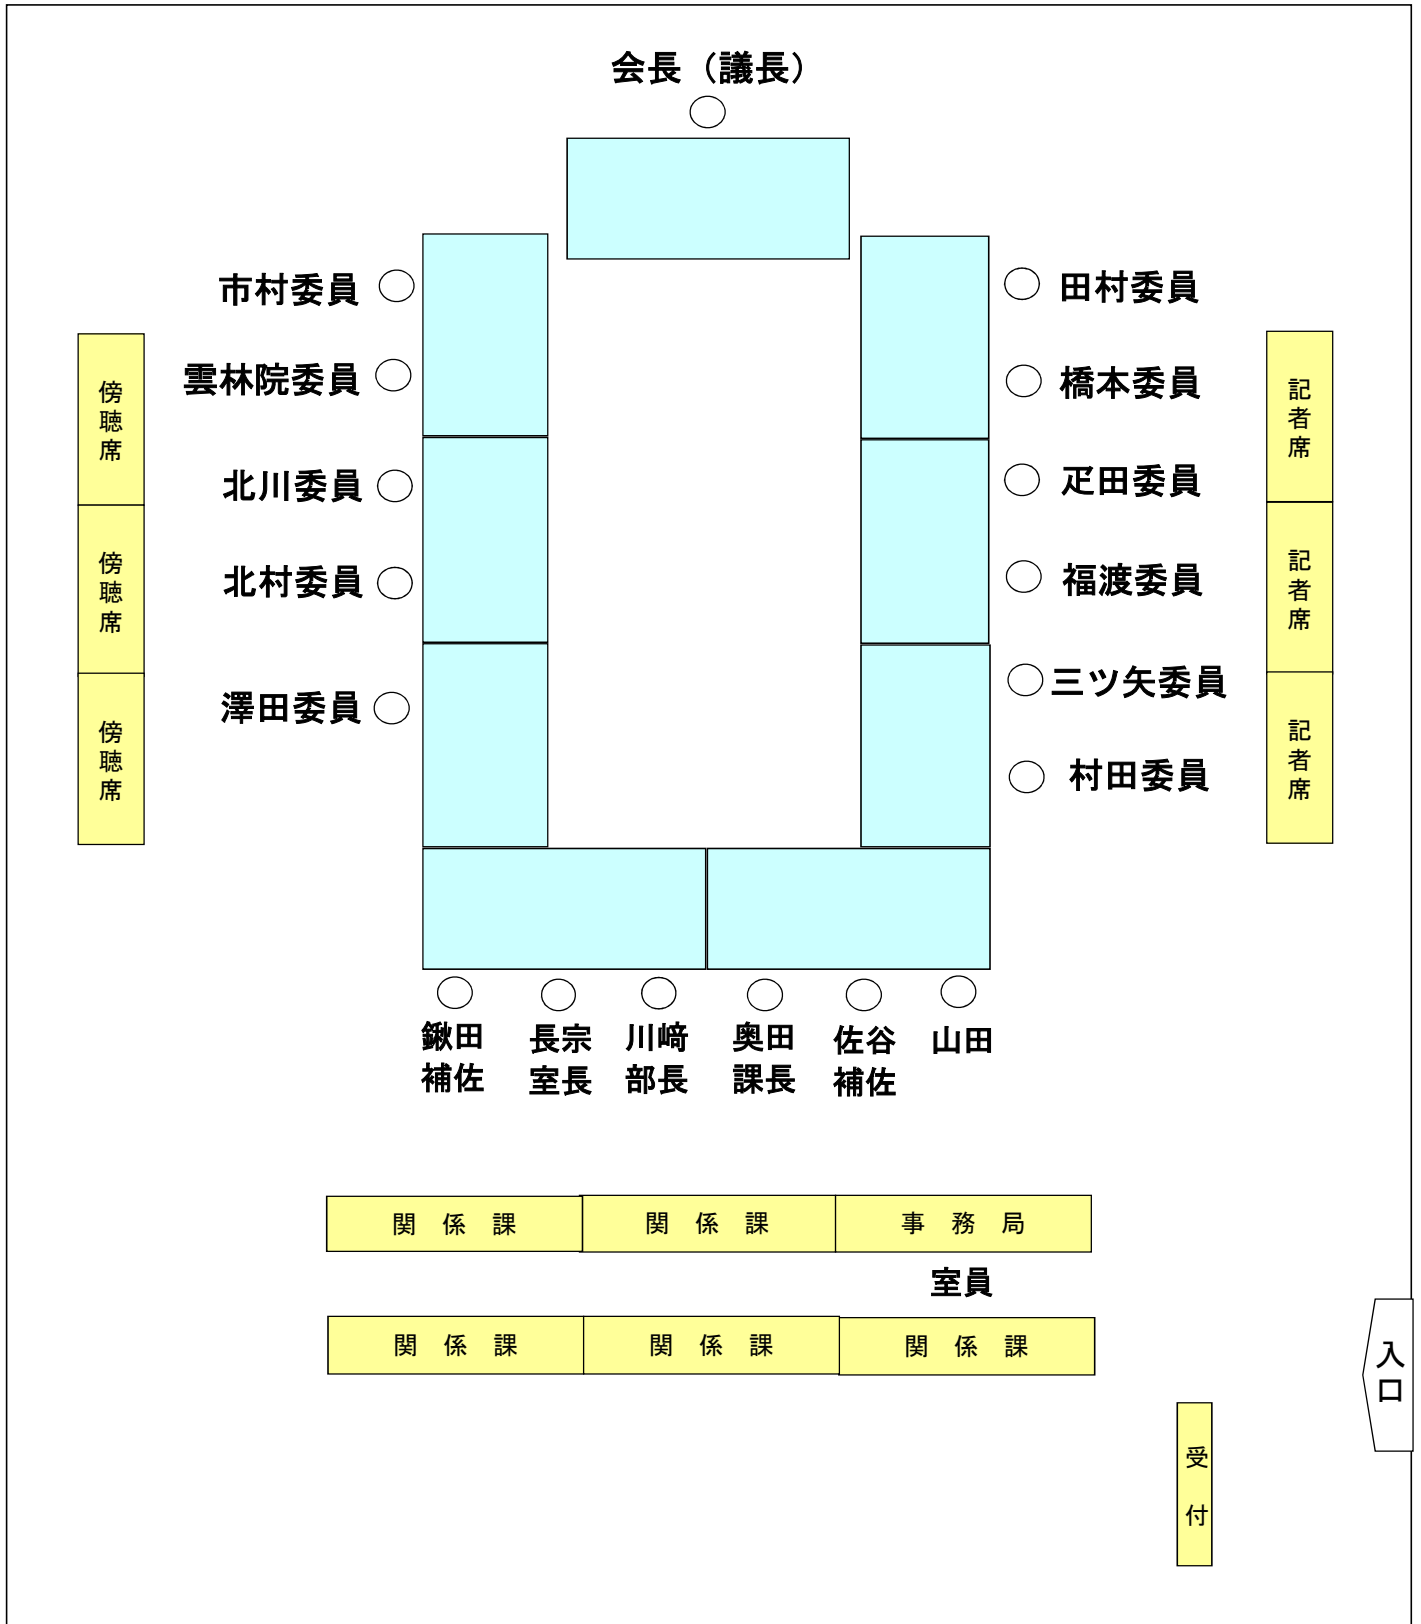 会長（議長）
市村委員
田村委員
雲林院委員
橋本委員
北川委員
疋田委員
北村委員
福渡委員
澤田委員
三ツ矢委員
村田委員
傍聴席
傍聴席
傍聴席
記者席
記者席
記者席
鍬田
補佐
長宗
室長
川﨑
部長
奥田
課長
佐谷
補佐
山田
関係課
関係課
事務局
室員
関係課
関係課
関係課
入口
受付